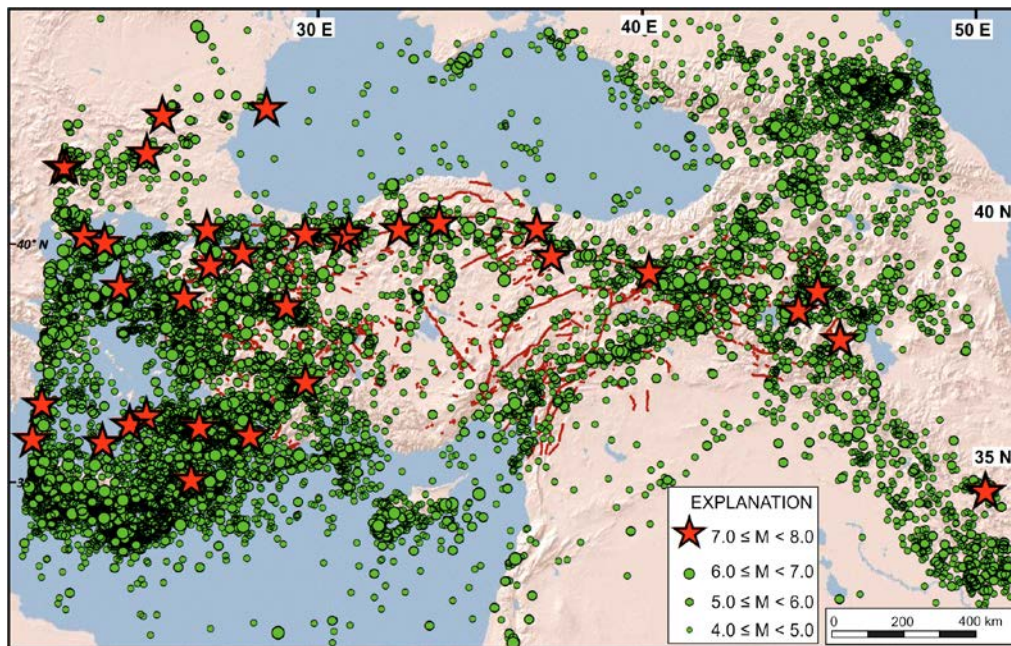 30 E
40 E
50 E
40 N
40° N
35 N
EXPLANATION
7.0 ≤ M < 8.0
6.0 ≤ M < 7.0
5.0 ≤ M < 6.0
4.0 ≤ M < 5.0
0 200 400 km